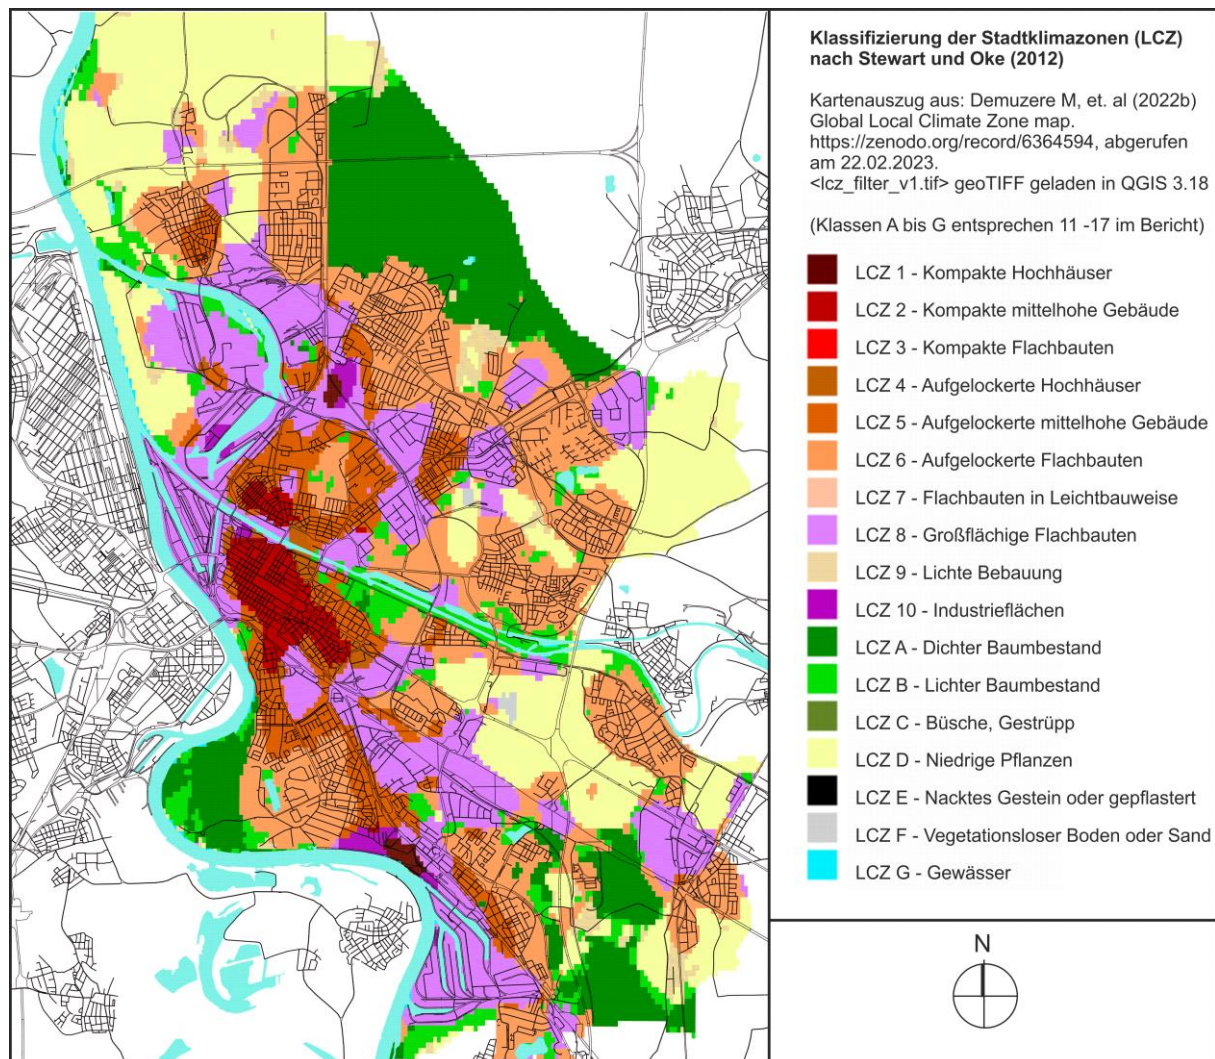 Klassifizierung der Stadtklimazonen (LCZ)
nach Stewart und Oke (2012)
Kartenauszug aus: Demuzere M, et. al (2022b)
Global Local Climate Zone map.
https://zenodo.org/record/6364594, abgerufen
am 22.02.2023.
<lcz_filter_v1.tif> geoTIFF geladen in QGIS 3.18
(Klassen A bis G entsprechen 11 -17 im Bericht)
LCZ 1 - Kompakte Hochhäuser
LCZ 2 - Kompakte mittelhohe Gebäude
LCZ 3 - Kompakte Flachbauten
LCZ 4 - Aufgelockerte Hochhäuser
LCZ 5 - Aufgelockerte mittelhohe Gebäude
LCZ 6 - Aufgelockerte Flachbauten
LCZ 7 - Flachbauten in Leichtbauweise
LCZ 8 - Großflächige Flachbauten
LCZ 9 - Lichte Bebauung
LCZ 10 - Industrieflächen
LCZ A - Dichter Baumbestand
LCZ B - Lichter Baumbestand
LCZ C - Büsche, Gestrüpp
LCZ D - Niedrige Pflanzen
LCZ E - Nacktes Gestein oder gepflastert
LCZ F - Vegetationsloser Boden oder Sand
LCZ G - Gewässer
N